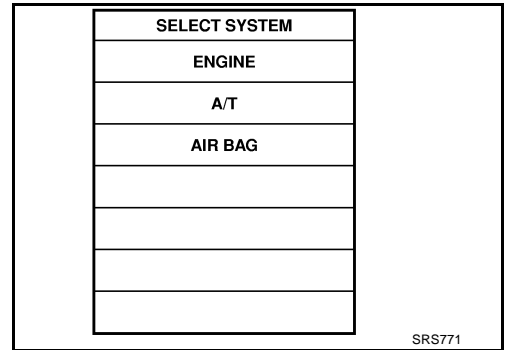 SELECT SYSTEM
ENGINE
A/T
AIR BAG
SRS771